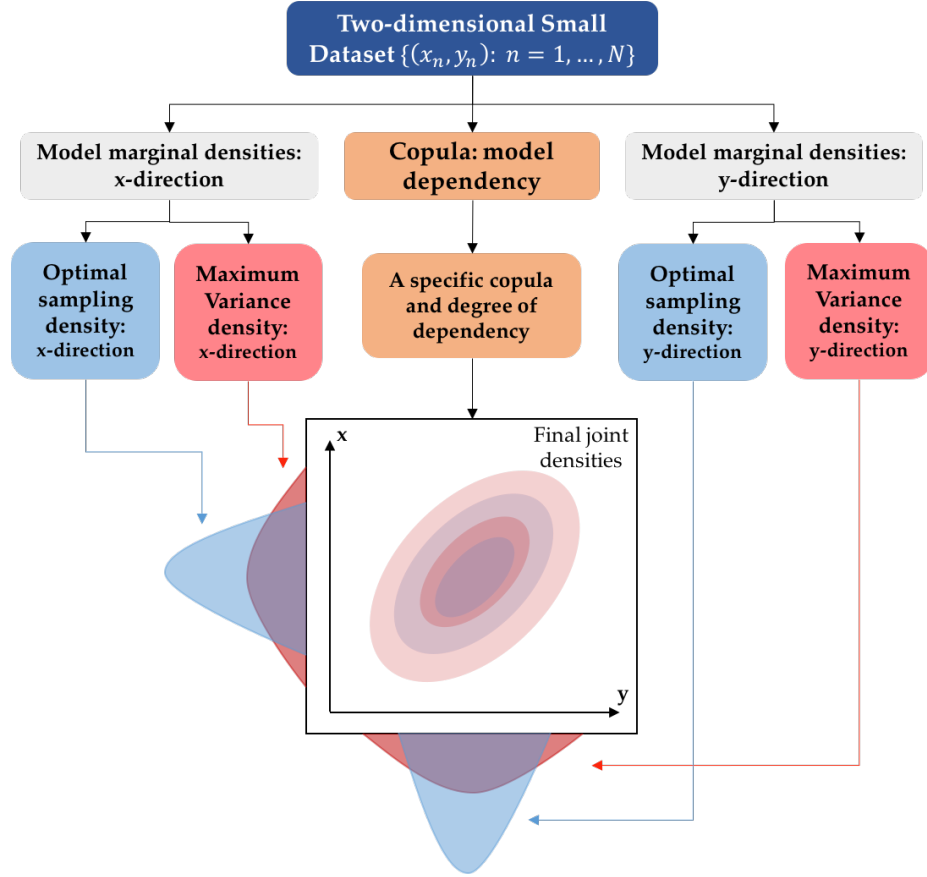 Two-dimensional Small
Dataset {(xₙ, yₙ): n = 1, … , N}
Model marginal densities:
x-direction
Copula: model
dependency
Model marginal densities:
y-direction
Optimal
sampling
density:
x-direction
Maximum
Variance
density:
x-direction
A specific copula
and degree of
dependency
Optimal
sampling
density:
y-direction
Maximum
Variance
density:
y-direction
x
Final joint
densities
y